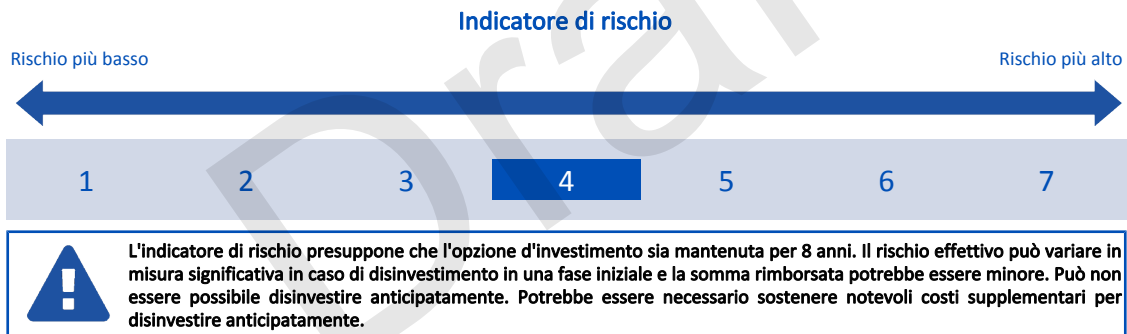 Indicatore di rischio
Rischio più basso
Rischio più alto
1 2 3 4 5 6 7
L'indicatore di rischio presuppone che l'opzione d'investimento sia mantenuta per 8 anni. Il rischio effettivo può variare in
misura significativa in caso di disinvestimento in una fase iniziale e la somma rimborsata potrebbe essere minore. Può non
essere possibile disinvestire anticipatamente. Potrebbe essere necessario sostenere notevoli costi supplementari per
disinvestire anticipatamente.
Dra